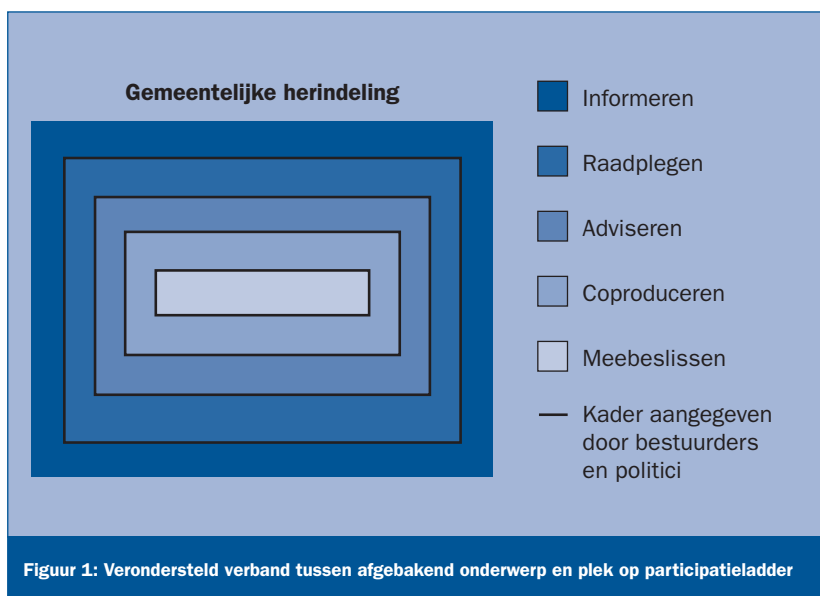 Gemeentelijke herindeling
Informeren
Raadplegen
Adviseren
Coproduceren
Meebeslissen
Kader aangegeven
door bestuurders
en politici
Figuur 1: Verondersteld verband tussen afgebakend onderwerp en plek op participatieladder